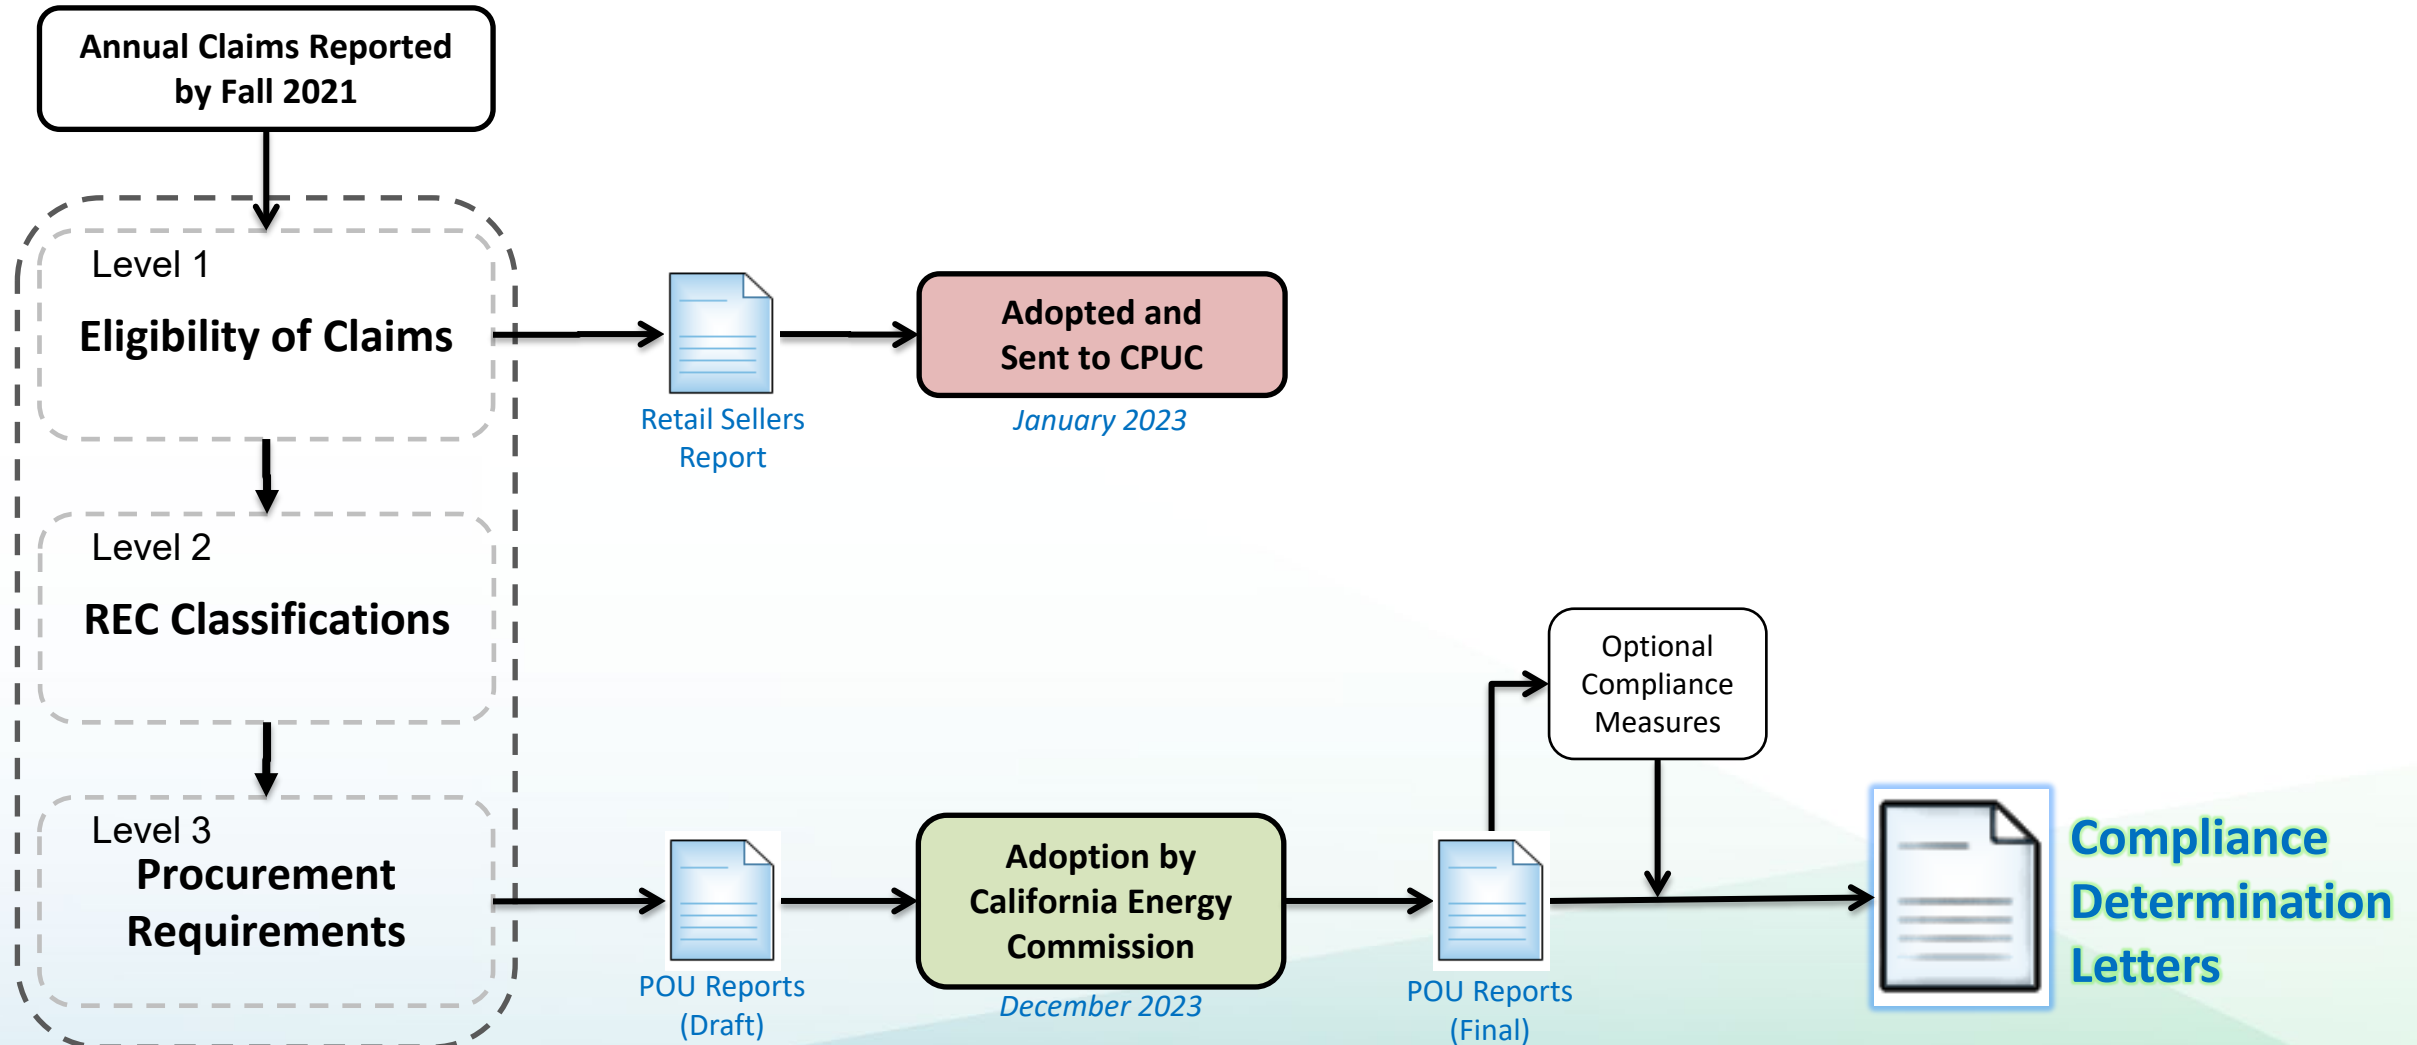 Annual Claims Reported
by Fall 2021
Level 1
Eligibility of Claims
Retail Sellers
Report
Adopted and
Sent to CPUC
January 2023
Level 2
REC Classifications
Optional
Compliance
Measures
Level 3
Procurement
Requirements
POU Reports
(Draft)
Adoption by
California Energy
Commission
December 2023
POU Reports
(Final)
Compliance
Determination
Letters